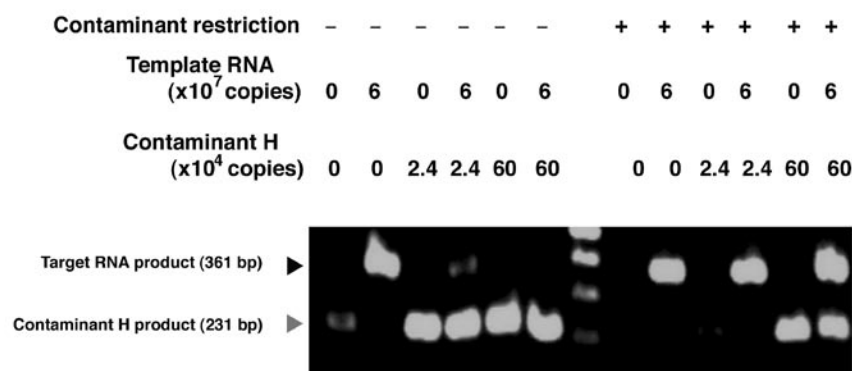 Contaminant restriction – – – – – – + + + + + +
Template RNA
(x10⁷ copies) 0 6 0 6 0 6 0 6 0 6 0 6
Contaminant H
(x10⁴ copies) 0 0 2.4 2.4 60 60 0 0 2.4 2.4 60 60
Target RNA product (361 bp)
Contaminant H product (231 bp)